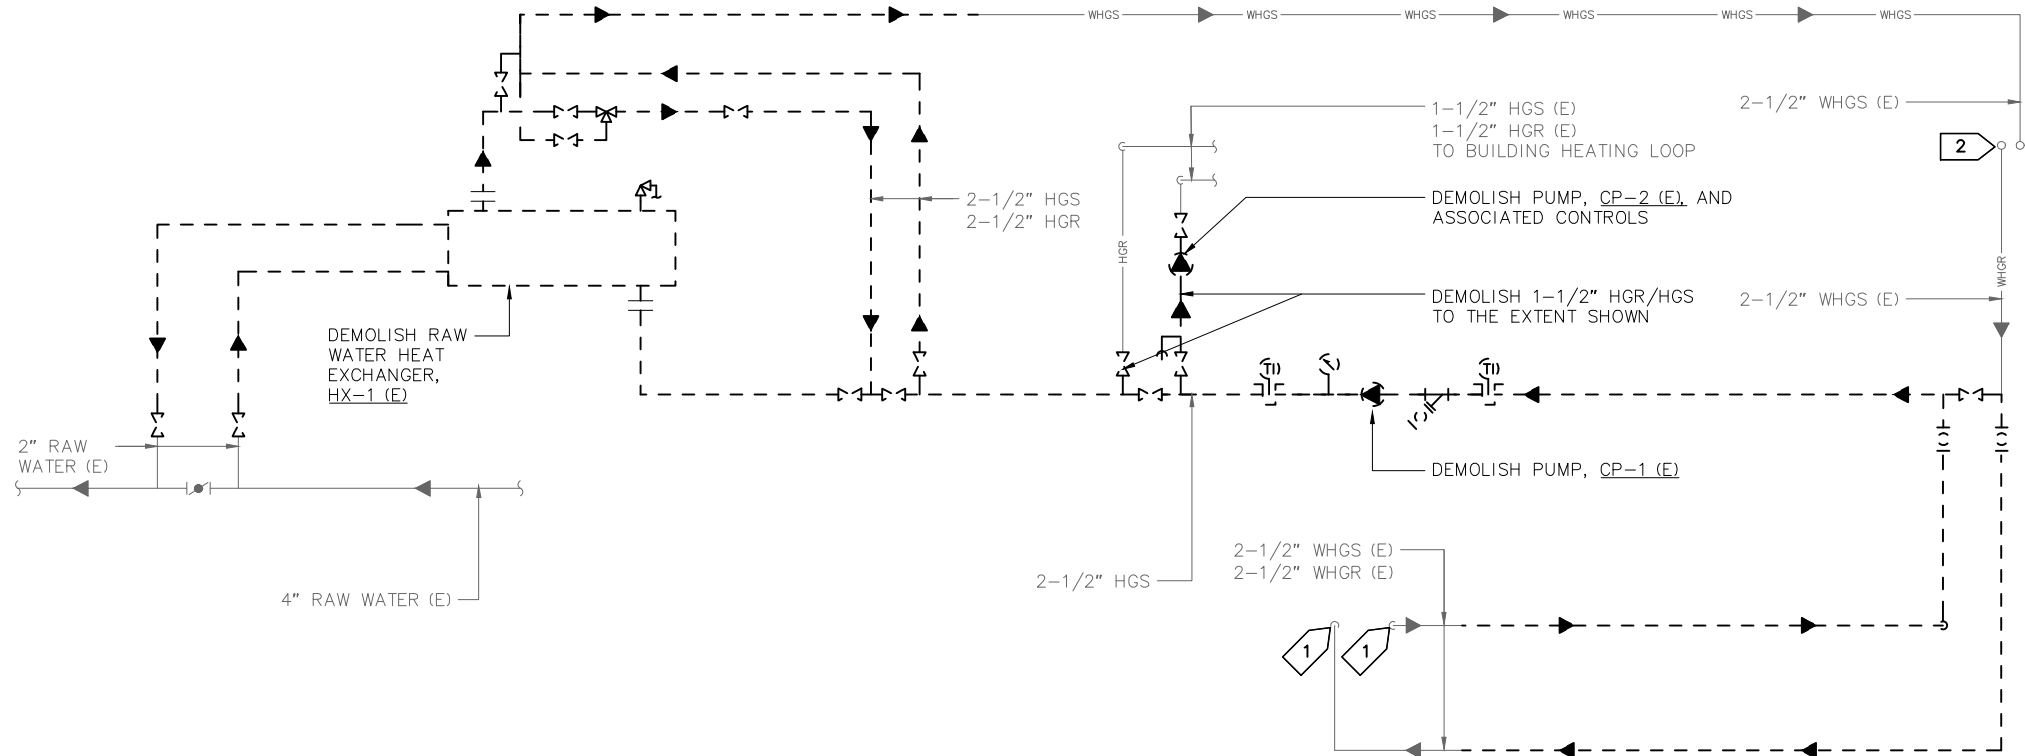 WHGS WHGS WHGS WHGS WHGS WHGS
1-1/2" HGS (E)
1-1/2" HGR (E)
TO BUILDING HEATING LOOP
2-1/2" WHGS (E)
2
DEMOLISH PUMP, CP-2 (E), AND
ASSOCIATED CONTROLS
2-1/2" HGS
2-1/2" HGR
HGR
WHGR
DEMOLISH 1-1/2" HGR/HGS
TO THE EXTENT SHOWN
2-1/2" WHGS (E)
DEMOLISH RAW
WATER HEAT
EXCHANGER,
HX-1 (E)
2" RAW
WATER (E)
DEMOLISH PUMP, CP-1 (E)
4" RAW WATER (E)
2-1/2" HGS
2-1/2" WHGS (E)
2-1/2" WHGR (E)
1
1